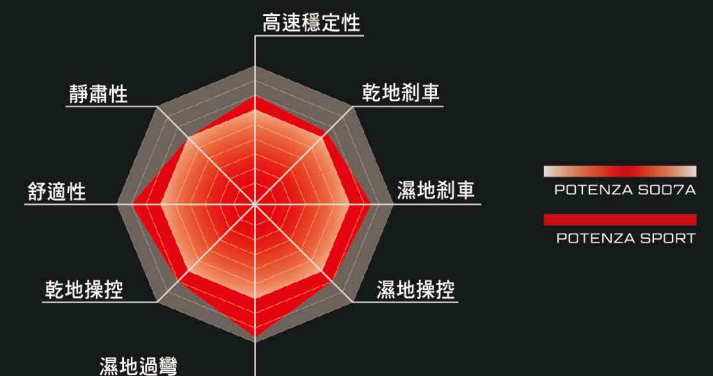 高速穩定性
靜肅性
乾地剎車
舒適性
濕地剎車
POTENZA S007A
POTENZA SPORT
乾地操控
濕地操控
濕地過彎